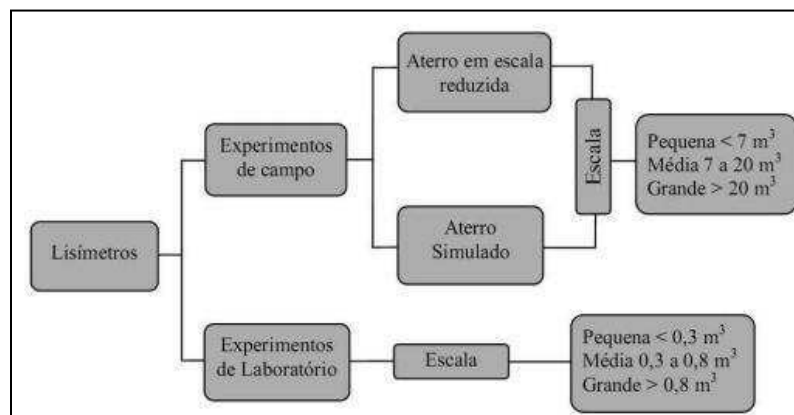 Aterro em escala
reduzida
Experimentos
de campo
Escala
Pequena < 7 m³
Média 7 a 20 m³
Grande > 20 m³
Lisímetros
Aterro
Simulado
Experimentos
de Laboratório
Escala
Pequena < 0,3 m³
Média 0,3 a 0,8 m³
Grande > 0,8 m³